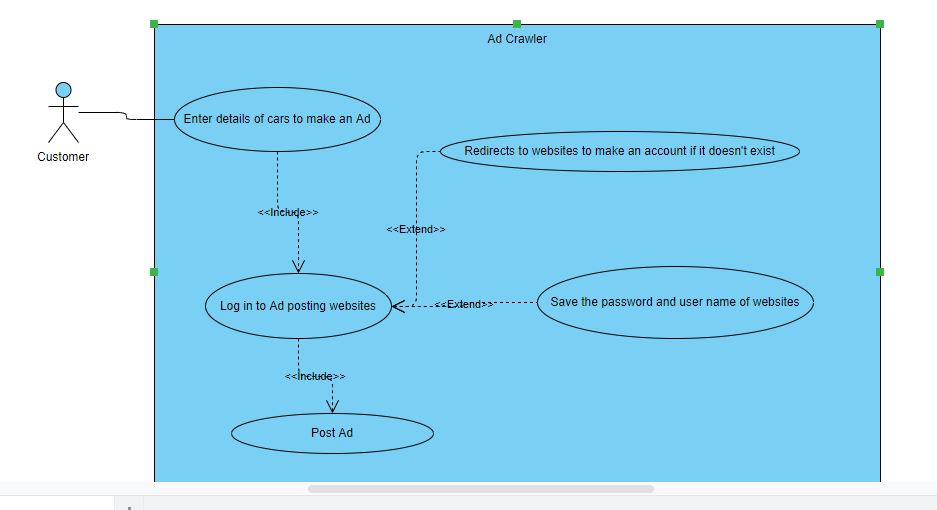 Ad Crawler
Enter details of cars to make an Ad
Customer
Redirects to websites to make an account if it doesn't exist
<<Include>>
<<Extend>>
Log in to Ad posting websites
<<Extend>>
Save the password and user name of websites
<<Include>>
Post Ad